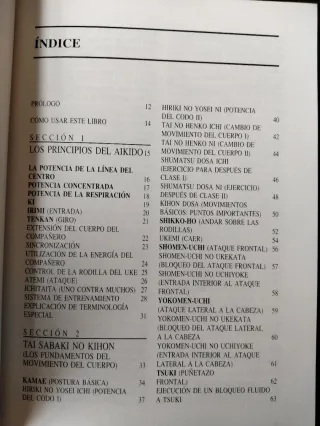 ÍNDICE
PRÓLOGO 12
CÓMO USAR ESTE LIBRO 14
SECCIÓN 1
LOS PRINCIPIOS DEL AIKIDO 15
LA POTENCIA DE LA LÍNEA DEL
CENTRO 16
POTENCIA CONCENTRADA 17
POTENCIA DE LA RESPIRACIÓN
KI 19
IRIMI (ENTRADA) 20
TENKAN (GIRO) 21
EXTENSIÓN DEL CUERPO DEL
COMPAÑERO 22
SINCRONIZACIÓN 23
UTILIZACIÓN DE LA ENERGÍA DEL
COMPAÑERO 24
CONTROL DE LA RODILLA DEL UKE 25
ATEMI (ATAQUE) 26
ICHITAITA (UNO CONTRA MUCHOS) 27
SISTEMA DE ENTRENAMIENTO 28
EXPLICACIÓN DE TERMINOLOGÍA
ESPECIAL 31
SECCIÓN 2
TAI SABAKI NO KIHON
(LOS FUNDAMENTOS DEL
MOVIMIENTO DEL CUERPO) 33
KAMAE (POSTURA BÁSICA) 34
HIRIKI NO YOSEI ICHI (POTENCIA
DEL CODO I) 37
HIRIKI NO YOSEI NI (POTENCIA
DEL CODO II) 40
TAI NO HENKO ICHI (CAMBIO DE
MOVIMIENTO DEL CUERPO I) 42
TAI NO HENKO NI (CAMBIO DE
MOVIMIENTO DEL CUERPO II) 44
SHUMATSU DOSA ICHI
(EJERCICIO PARA DESPUÉS DE
CLASE I) 46
SHUMATSU DOSA NI (EJERCICIO)
DESPUÉS DE CLASE II) 48
KIHON DOSA (MOVIMIENTOS
BÁSICOS: PUNTOS IMPORTANTES) 50
SHIKKO-HO (ANDAR SOBRE LAS
RODILLAS) 52
UKEMI (CAER) 54
SHOMEN-UCHI (ATAQUE FRONTAL) 56
SHOMEN-UCHI NO UKEKATA
(BLOQUEO DEL ATAQUE FRONTAL) 57
SHOMEN-UCHI NO UCHIYOKE
(ENTRADA INTERIOR AL ATAQUE
FRONTAL) 58
YOKOMEN-UCHI
(ATAQUE LATERAL A LA CABEZA) 59
YOKOMEN-UCHI NO UKEKATA
(BLOQUEO DEL ATAQUE LATERAL
A LA CABEZA 60
YOKOMEN-UCHI NO UCHIYOKE
(ENTRADA INTERIOR AL ATAQUE
LATERAL A LA CABEZA) 61
TSUKI (PUÑETAZO
FRONTAL) 62
EJECUCIÓN DE UN BLOQUEO FLUIDO
A TSUKI 63